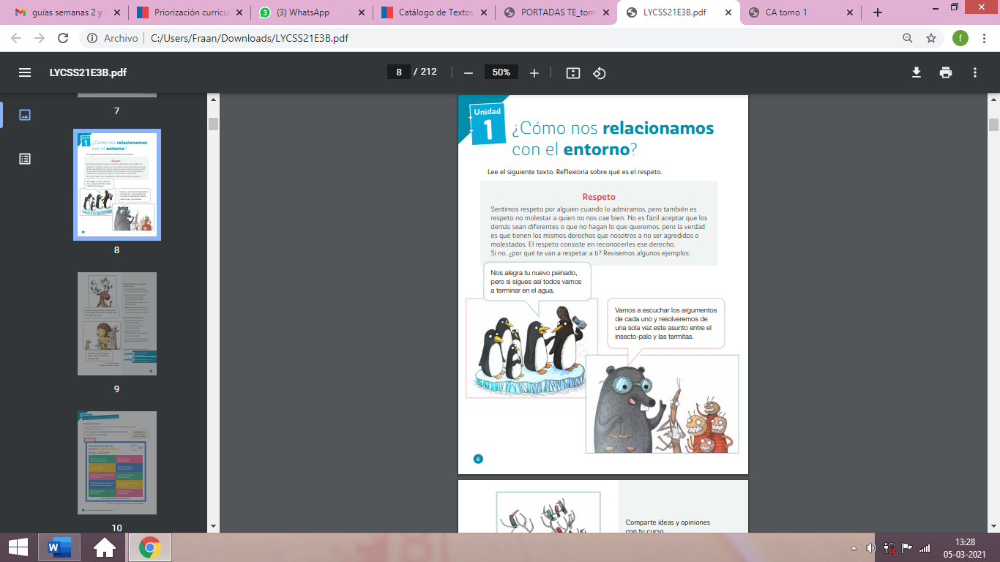 guías semanas 2 y
Priorización curricul
(3) WhatsApp
Catálogo de Textos
PORTADAS TE_tom
LYCSS21E3B.pdf
CA tomo 1
Archivo
C:/Users/Fraan/Downloads/LYCSS21E3B.pdf
f
LYCSS21E3B.pdf
8 / 212
50%
7
8
9
10
Unidad
1
¿Cómo nos relacionamos
con el entorno?
Lee el siguiente texto. Reflexiona sobre qué es el respeto.
Respeto
Sentimos respeto por alguien cuando lo admiramos, pero también es
respeto no molestar a quien no nos cae bien. No es fácil aceptar que los
demás sean diferentes o que no hagan lo que queremos, pero la verdad
es que tienen los mismos derechos que nosotros a no ser agredidos o
molestados. El respeto consiste en reconocerles ese derecho.
Si no, ¿por qué te van a respetar a ti? Revisemos algunos ejemplos:
Nos alegra tu nuevo peinado,
pero si sigues así todos vamos
a terminar en el agua.
Vamos a escuchar los argumentos
de cada uno y resolveremos de
una sola vez este asunto entre el
insecto-palo y las termitas.
6
Comparte ideas y opiniones
con tu curso
13:28
05-03-2021